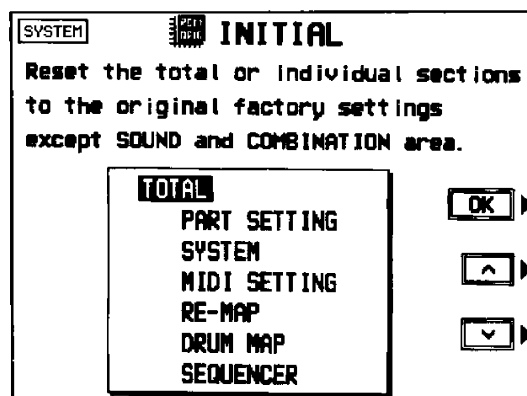 SYSTEM
INITIAL
Reset the total or individual sections
to the original factory settings
except SOUND and COMBINATION area.
TOTAL
PART SETTING
SYSTEM
MIDI SETTING
RE-MAP
DRUM MAP
SEQUENCER
OK